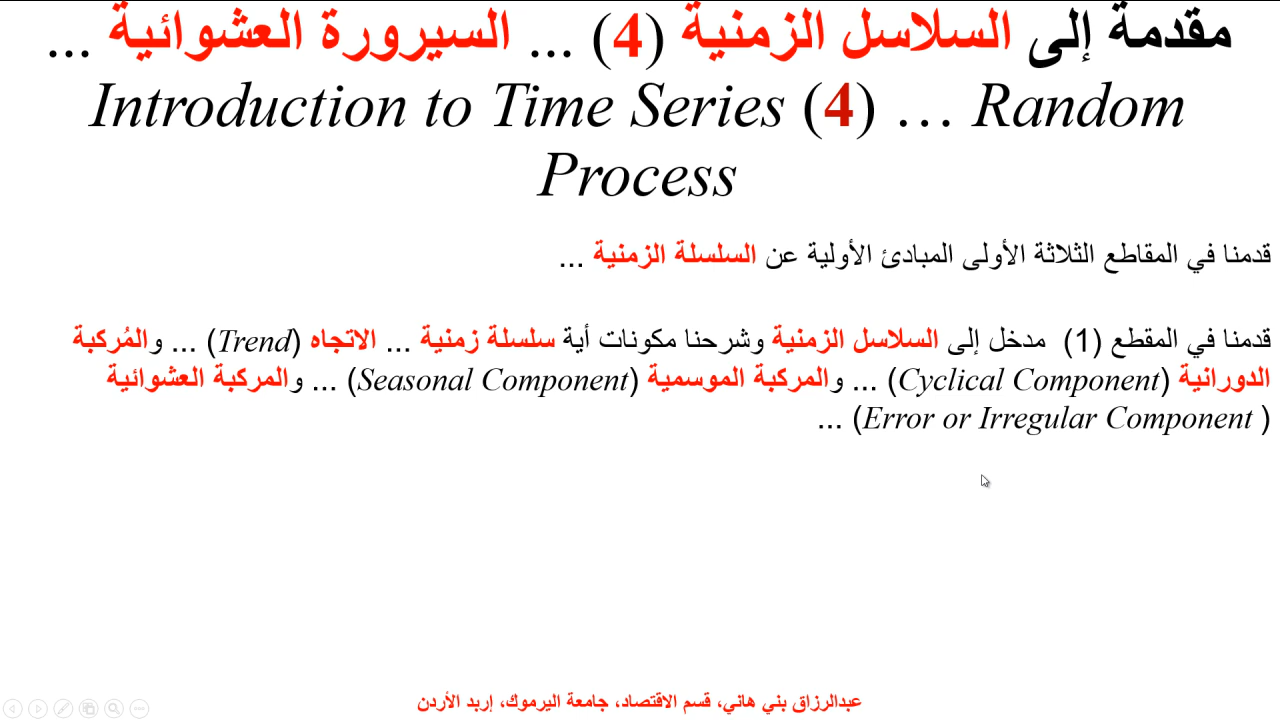 مقدمة إلى السلاسل الزمنية (4) ... السيرورة العشوائية ...
Introduction to Time Series (4) … Random
Process
قدمنا في المقاطع الثلاثة الأولى المبادئ الأولية عن السلسلة الزمنية ...
قدمنا في المقطع (1) مدخل إلى السلاسل الزمنية وشرحنا مكونات أية سلسلة زمنية ... الاتجاه (Trend) ... والمُركبة
الدورانية (Cyclical Component) ... والمركبة الموسمية (Seasonal Component) ... والمركبة العشوائية
( Error or Irregular Component) ...
عبدالرزاق بني هاني، قسم الاقتصاد، جامعة اليرموك، إربد الأردن